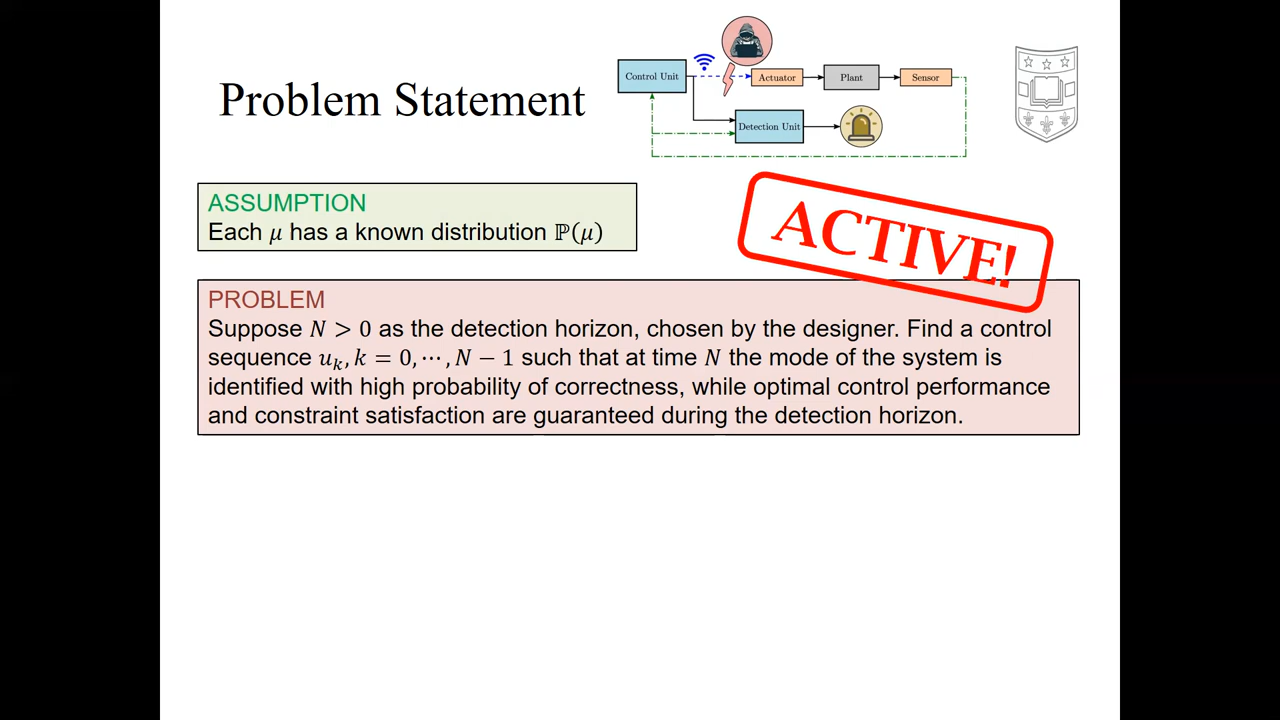 Problem Statement
Control Unit
Actuator
Plant
Sensor
Detection Unit
ASSUMPTION
Each μ has a known distribution ℙ(μ)
ACTIVE!
PROBLEM
Suppose N > 0 as the detection horizon, chosen by the designer. Find a control
sequence uₖ, k = 0, ⋯, N − 1 such that at time N the mode of the system is
identified with high probability of correctness, while optimal control performance
and constraint satisfaction are guaranteed during the detection horizon.